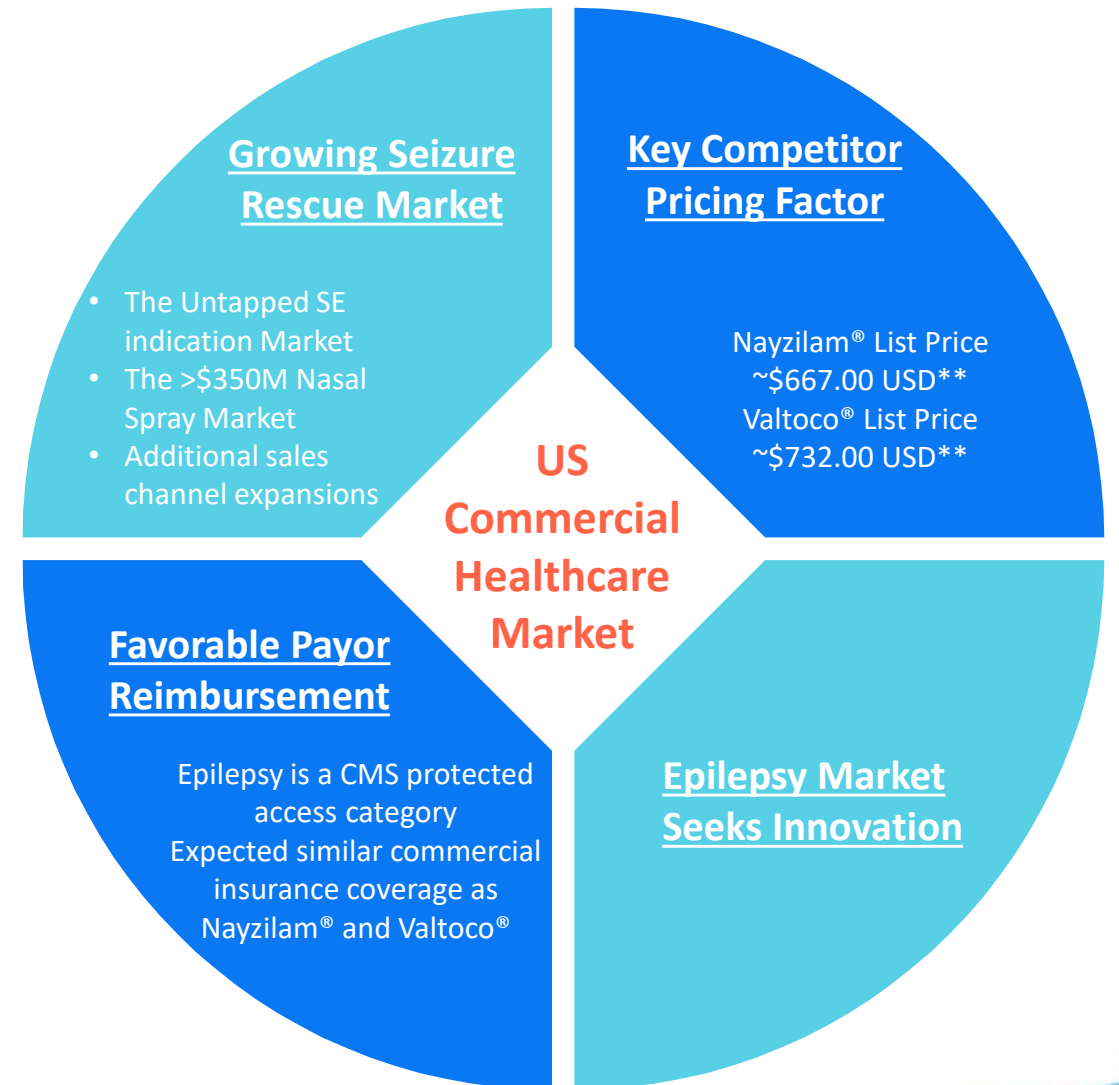 Growing Seizure
Rescue Market
• The Untapped SE
indication Market
• The >$350M Nasal
Spray Market
• Additional sales
channel expansions
Key Competitor
Pricing Factor
Nayzilam® List Price
~$667.00 USD**
Valtoco® List Price
~$732.00 USD**
US
Commercial
Healthcare
Market
Favorable Payor
Reimbursement
Epilepsy is a CMS protected
access category
Expected similar commercial
insurance coverage as
Nayzilam® and Valtoco®
Epilepsy Market
Seeks Innovation